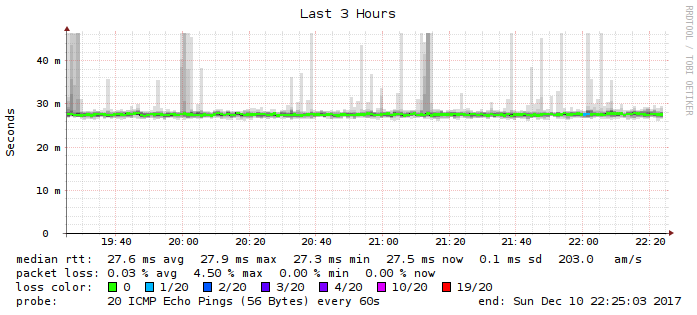 Last 3 Hours
RRDTOOL / TOBI OETIKER
Seconds
40 m
30 m
20 m
10 m
0
19:40 20:00 20:20 20:40 21:00 21:20 21:40 22:00 22:20
median rtt: 27.6 ms avg 27.9 ms max 27.3 ms min 27.5 ms now 0.1 ms sd 203.0 am/s
packet loss: 0.03 % avg 4.50 % max 0.00 % min 0.00 % now
loss color: 0 1/20 2/20 3/20 4/20 10/20 19/20
probe: 20 ICMP Echo Pings (56 Bytes) every 60s end: Sun Dec 10 22:25:03 2017